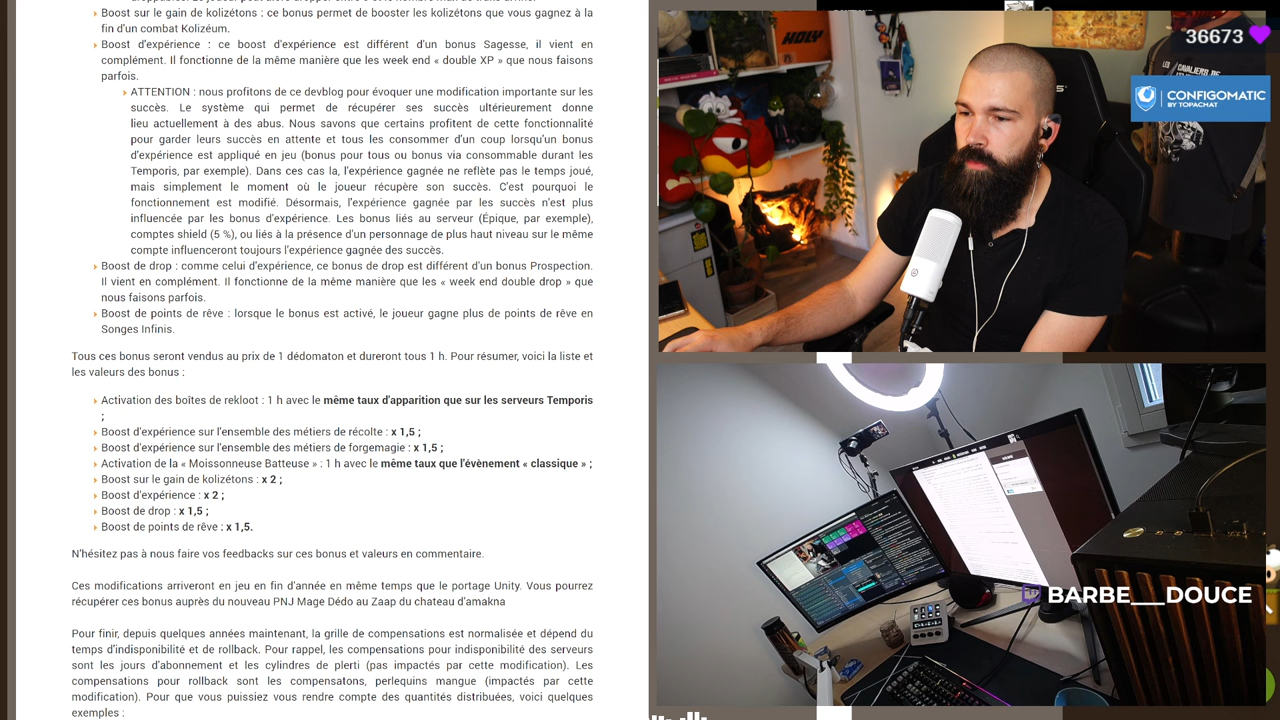 Boost sur le gain de kolizétons : ce bonus permet de booster les kolizétons que vous gagnez à la
fin d'un combat Kolizéum.
Boost d'expérience : ce boost d'expérience est différent d'un bonus Sagesse, il vient en
complément. Il fonctionne de la même manière que les week end « double XP » que nous faisons
parfois.
ATTENTION : nous profitons de ce devblog pour évoquer une modification importante sur les
succès. Le système qui permet de récupérer ses succès ultérieurement donne
lieu actuellement à des abus. Nous savons que certains profitent de cette fonctionnalité
pour garder leurs succès en attente et tous les consommer d'un coup lorsqu'un bonus
d'expérience est appliqué en jeu (bonus pour tous ou bonus via consommable durant les
Temporis, par exemple). Dans ces cas la, l'expérience gagnée ne reflète pas le temps joué,
mais simplement le moment où le joueur récupère son succès. C'est pourquoi le
fonctionnement est modifié. Désormais, l'expérience gagnée par les succès n'est plus
influencée par les bonus d'expérience. Les bonus liés au serveur (Épique, par exemple),
comptes shield (5 %), ou liés à la présence d'un personnage de plus haut niveau sur le même
compte influenceront toujours l'expérience gagnée des succès.
Boost de drop : comme celui d'expérience, ce bonus de drop est différent d'un bonus Prospection.
Il vient en complément. Il fonctionne de la même manière que les « week end double drop » que
nous faisons parfois.
Boost de points de rêve : lorsque le bonus est activé, le joueur gagne plus de points de rêve en
Songes Infinis.
Tous ces bonus seront vendus au prix de 1 dédomaton et dureront tous 1 h. Pour résumer, voici la liste et
les valeurs des bonus :
Activation des boîtes de rekloot : 1 h avec le même taux d'apparition que sur les serveurs Temporis
;
Boost d'expérience sur l'ensemble des métiers de récolte : x 1,5 ;
Boost d'expérience sur l'ensemble des métiers de forgemagie : x 1,5 ;
Activation de la « Moissonneuse Batteuse » : 1 h avec le même taux que l'évènement « classique » ;
Boost sur le gain de kolizétons : x 2 ;
Boost d'expérience : x 2 ;
Boost de drop : x 1,5 ;
Boost de points de rêve : x 1,5.
N'hésitez pas à nous faire vos feedbacks sur ces bonus et valeurs en commentaire.
Ces modifications arriveront en jeu en fin d'année en même temps que le portage Unity. Vous pourrez
récupérer ces bonus auprès du nouveau PNJ Mage Dédo au Zaap du chateau d'amakna
Pour finir, depuis quelques années maintenant, la grille de compensations est normalisée et dépend du
temps d'indisponibilité et de rollback. Pour rappel, les compensations pour indisponibilité des serveurs
sont les jours d'abonnement et les cylindres de plerti (pas impactés par cette modification). Les
compensations pour rollback sont les compensatons, perlequins mangue (impactés par cette
modification). Pour que vous puissiez vous rendre compte des quantités distribuées, voici quelques
exemples :
36673
CONFIGOMATIC
BY TOPACHAT
HOLY
LES CAVALIERS DE
BARBE___DOUCE